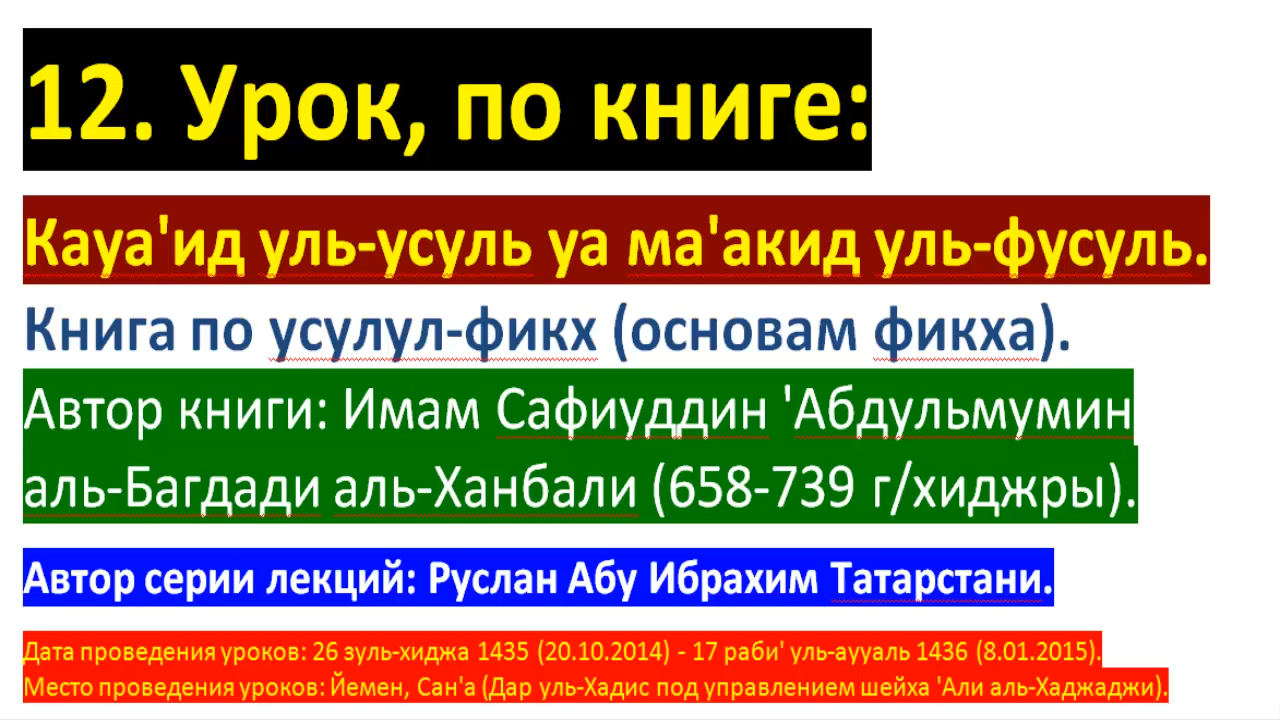 12. Урок, по книге:
Кауа'ид уль-усуль уа ма'акид уль-фусуль.
Книга по усулул-фикх (основам фикха).
Автор книги: Имам Сафиуддин 'Абдульмумин
аль-Багдади аль-Ханбали (658-739 г/хиджры).
Автор серии лекций: Руслан Абу Ибрахим Татарстани.
Дата проведения уроков: 26 зуль-хиджа 1435 (20.10.2014) - 17 раби' уль-аууаль 1436 (8.01.2015).
Место проведения уроков: Йемен, Сан'а (Дар уль-Хадис под управлением шейха 'Али аль-Хаджаджи).